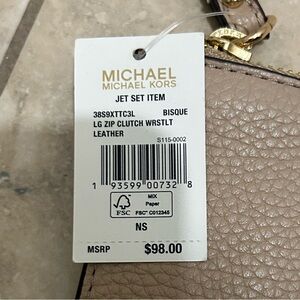 MICHAEL
MICHAEL KORS
JET SET ITEM
38S9XTTC3L BISQUE
LG ZIP CLUTCH WRSTLT
LEATHER
S115-0002
1 93599 00732 8
FSC
MIX
Paper
FSC® C012345
NS
MSRP $98.00